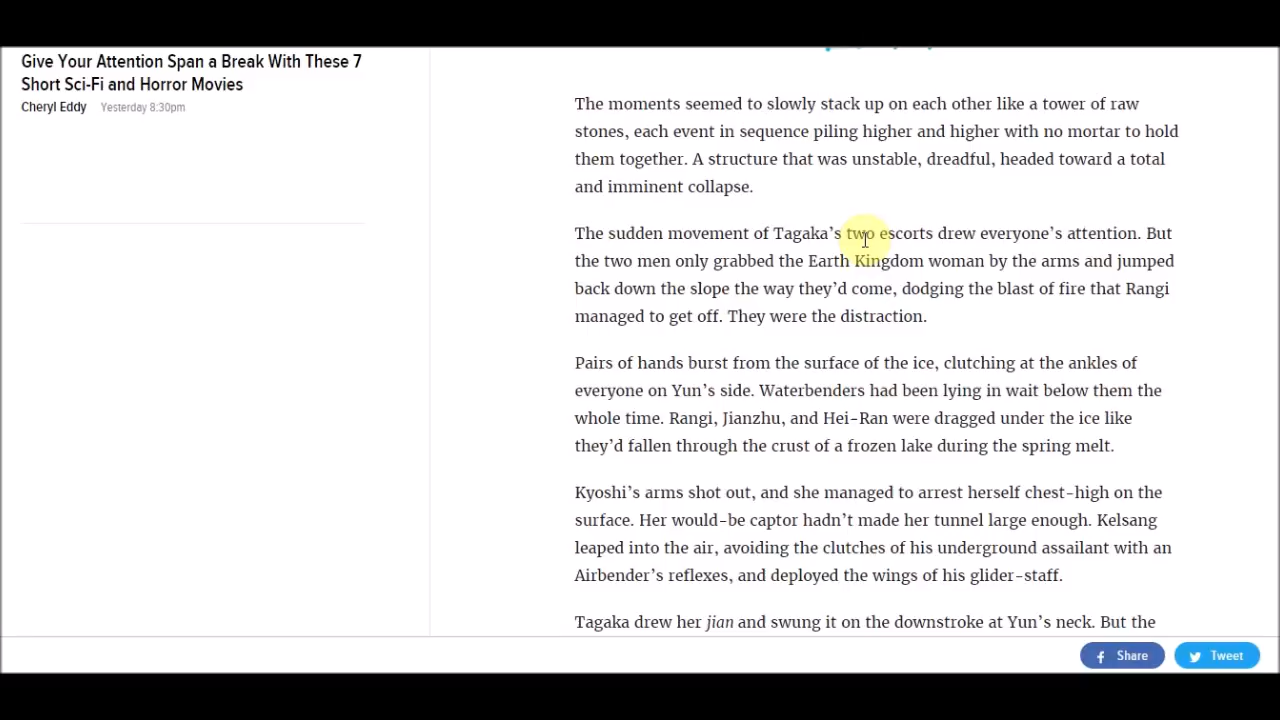 Give Your Attention Span a Break With These 7
Short Sci-Fi and Horror Movies
Cheryl Eddy Yesterday 8:30pm
The moments seemed to slowly stack up on each other like a tower of raw
stones, each event in sequence piling higher and higher with no mortar to hold
them together. A structure that was unstable, dreadful, headed toward a total
and imminent collapse.
The sudden movement of Tagaka’s two escorts drew everyone’s attention. But
the two men only grabbed the Earth Kingdom woman by the arms and jumped
back down the slope the way they’d come, dodging the blast of fire that Rangi
managed to get off. They were the distraction.
Pairs of hands burst from the surface of the ice, clutching at the ankles of
everyone on Yun’s side. Waterbenders had been lying in wait below them the
whole time. Rangi, Jianzhu, and Hei-Ran were dragged under the ice like
they’d fallen through the crust of a frozen lake during the spring melt.
Kyoshi’s arms shot out, and she managed to arrest herself chest-high on the
surface. Her would-be captor hadn’t made her tunnel large enough. Kelsang
leaped into the air, avoiding the clutches of his underground assailant with an
Airbender’s reflexes, and deployed the wings of his glider-staff.
Tagaka drew her jian and swung it on the downstroke at Yun’s neck. But the
Share Tweet